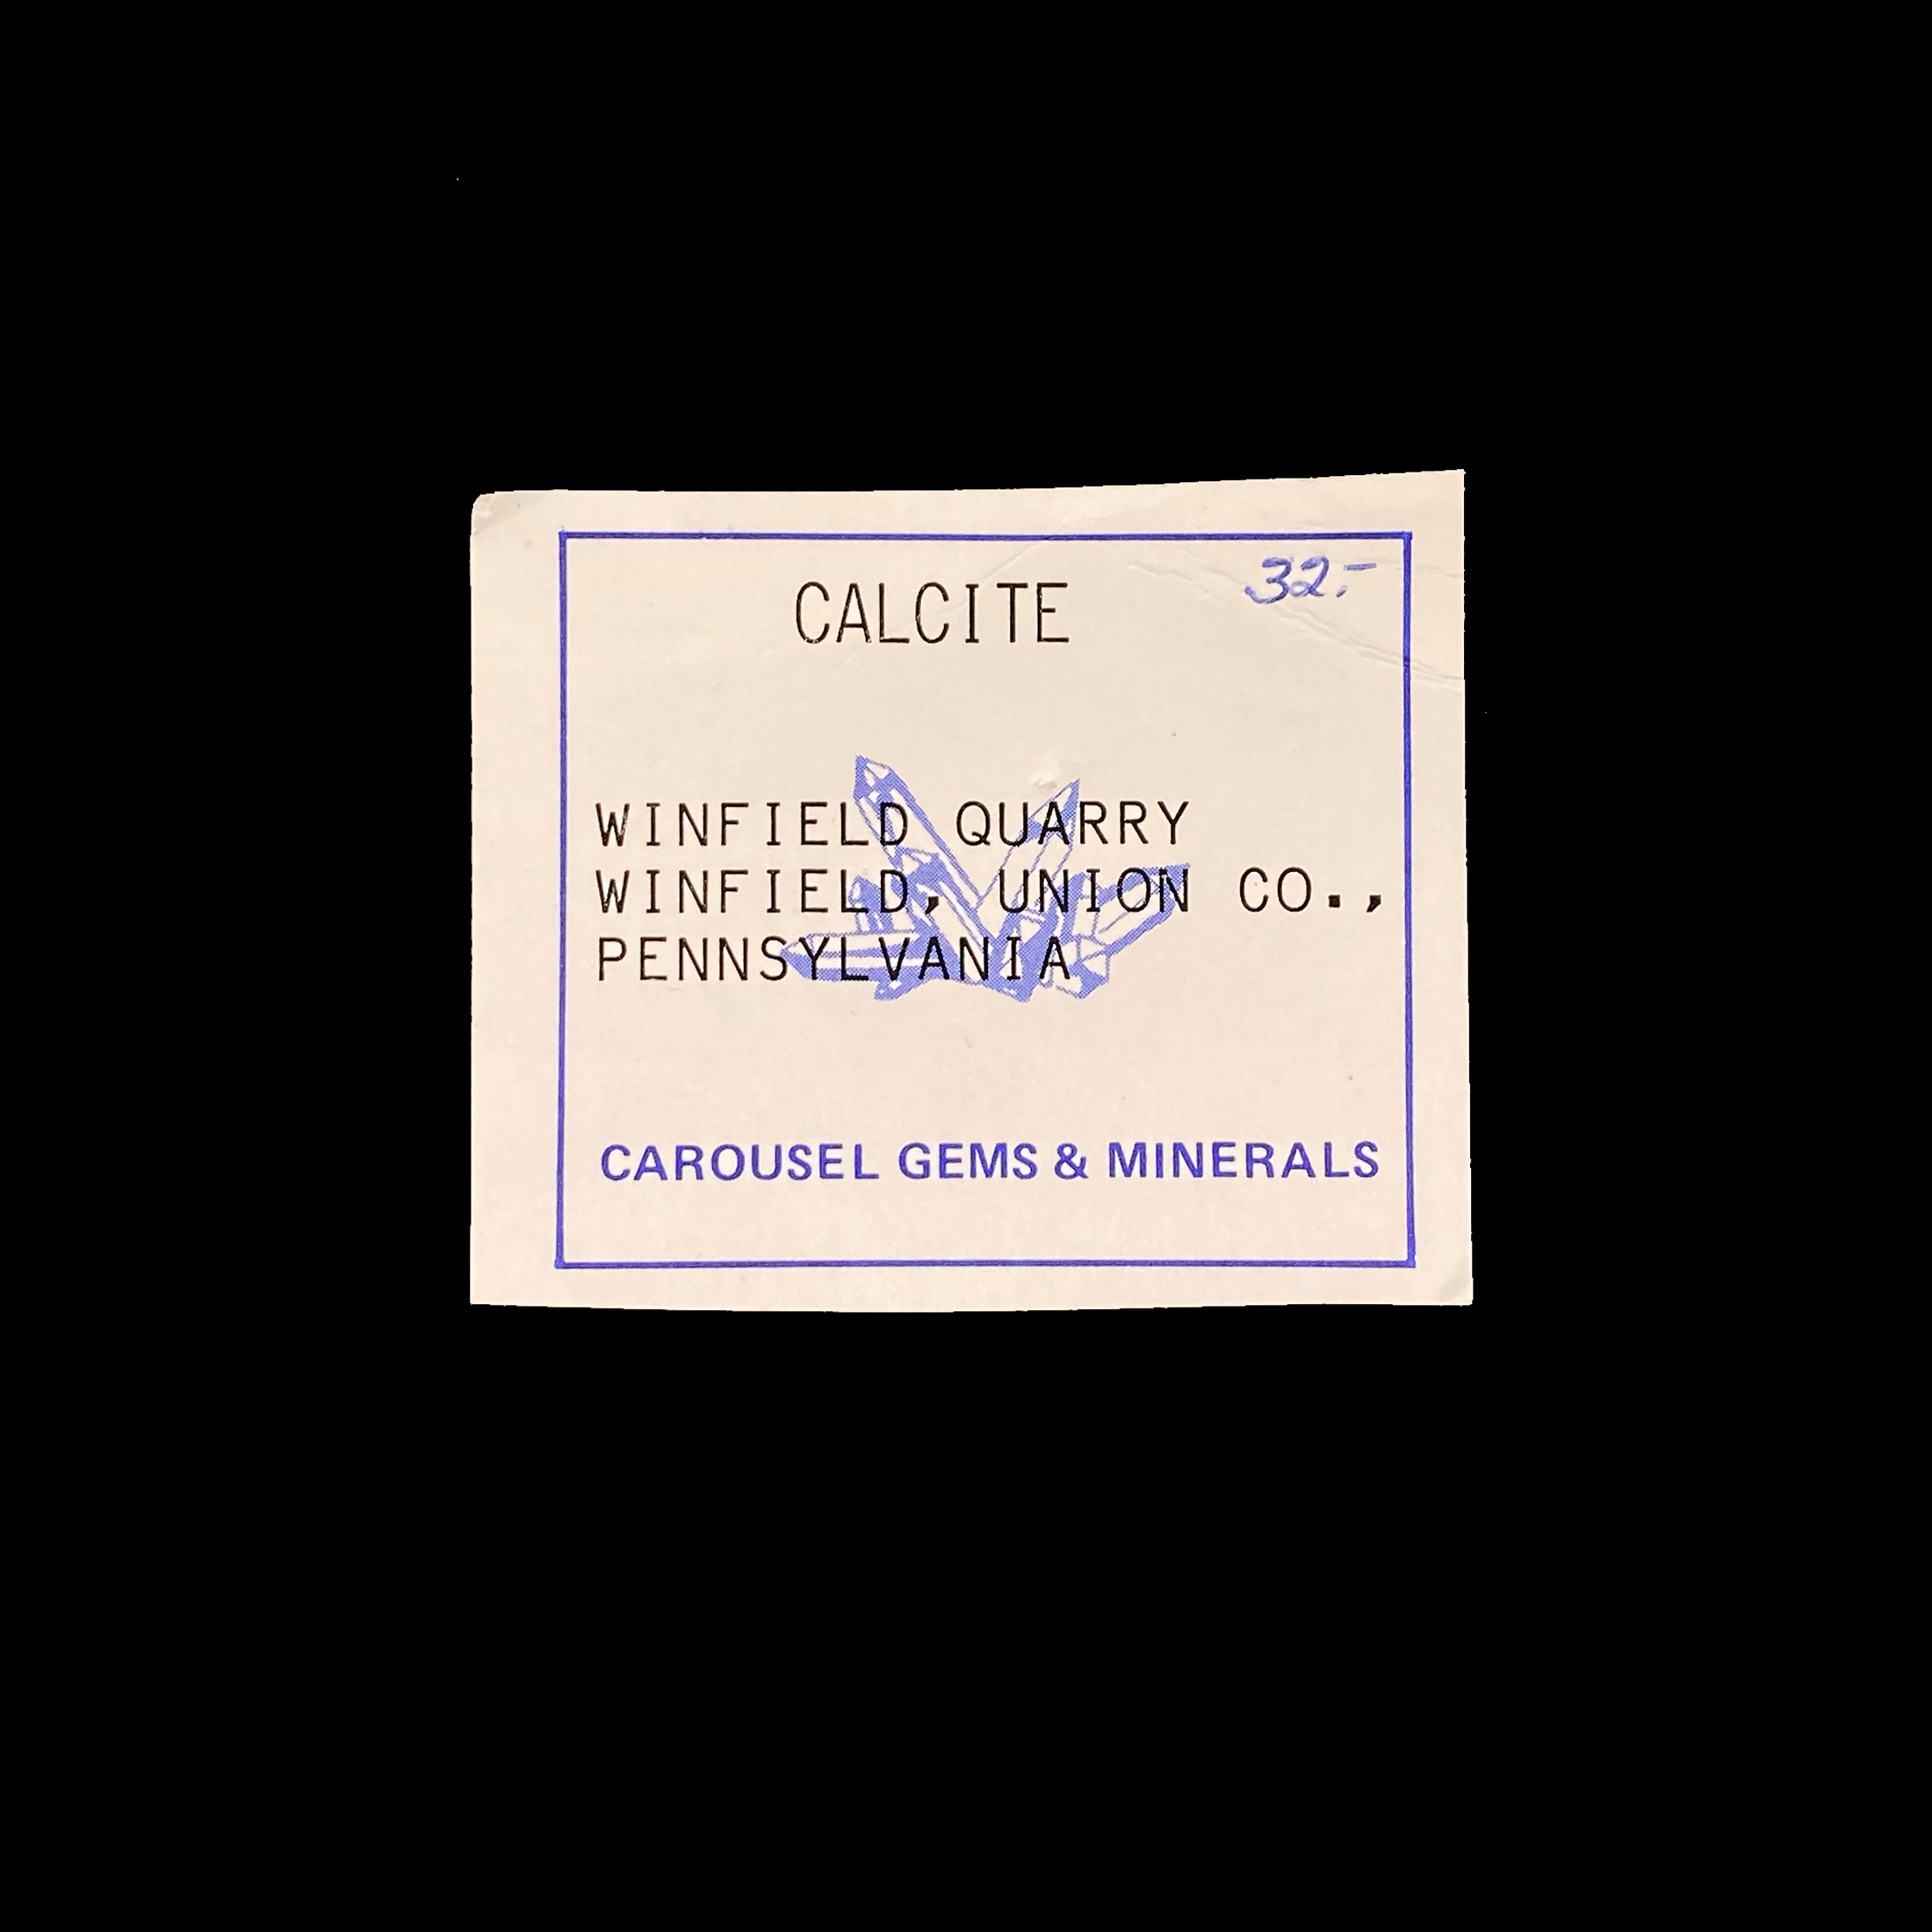 32.-
CALCITE
WINFIELD QUARRY
WINFIELD, UNION CO.,
PENNSYLVANIA
CAROUSEL GEMS & MINERALS